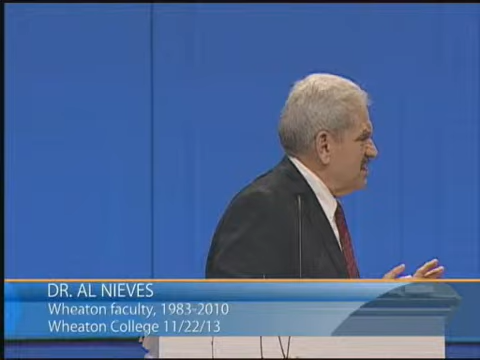 DR. AL NIEVES
Wheaton faculty, 1983-2010
Wheaton College 11/22/13